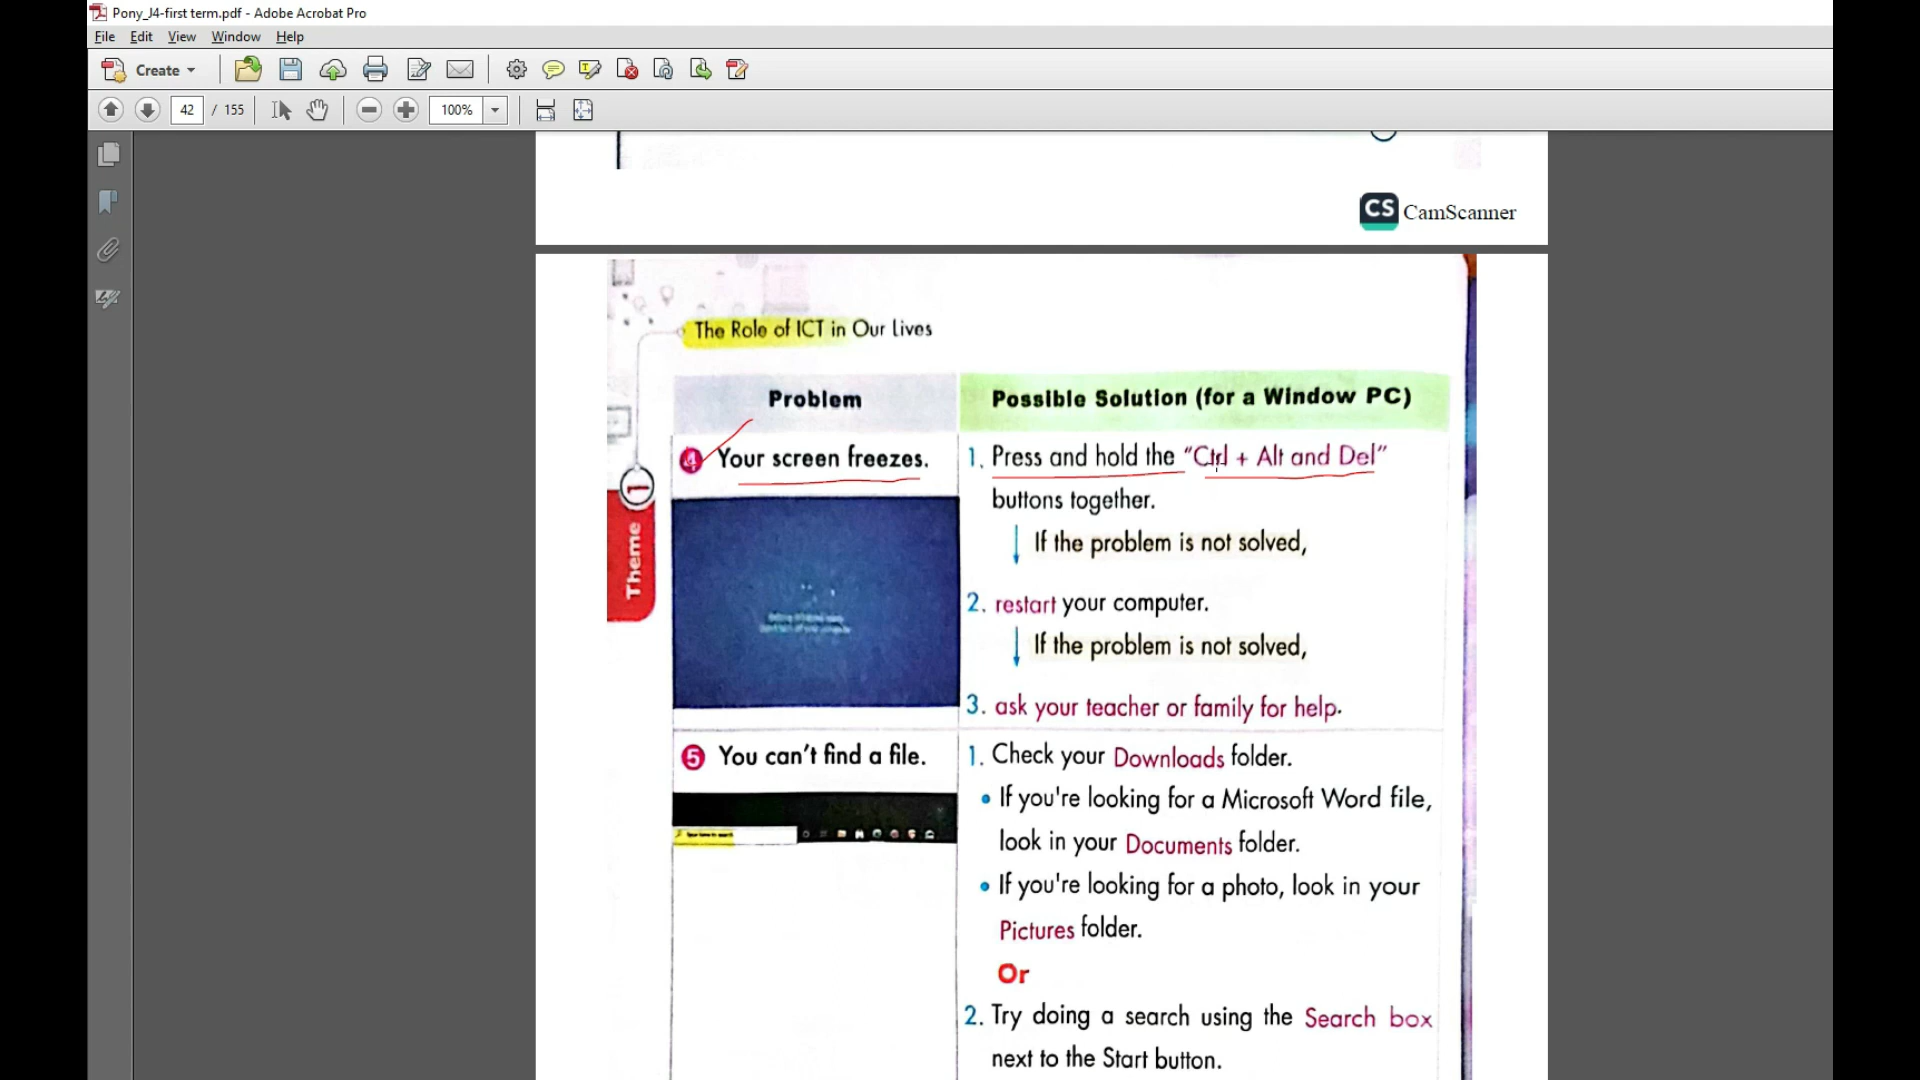 Pony_J4-first term.pdf - Adobe Acrobat Pro
File Edit View Window Help
Create
42 / 155 100%
CS CamScanner
The Role of ICT in Our Lives
Problem
Possible Solution (for a Window PC)
4 Your screen freezes.
1. Press and hold the "Ctrl + Alt and Del"
buttons together.
If the problem is not solved,
2. restart your computer.
If the problem is not solved,
3. ask your teacher or family for help.
Theme 1
5 You can't find a file.
1. Check your Downloads folder.
• If you're looking for a Microsoft Word file,
look in your Documents folder.
• If you're looking for a photo, look in your
Pictures folder.
Or
2. Try doing a search using the Search box
next to the Start button.